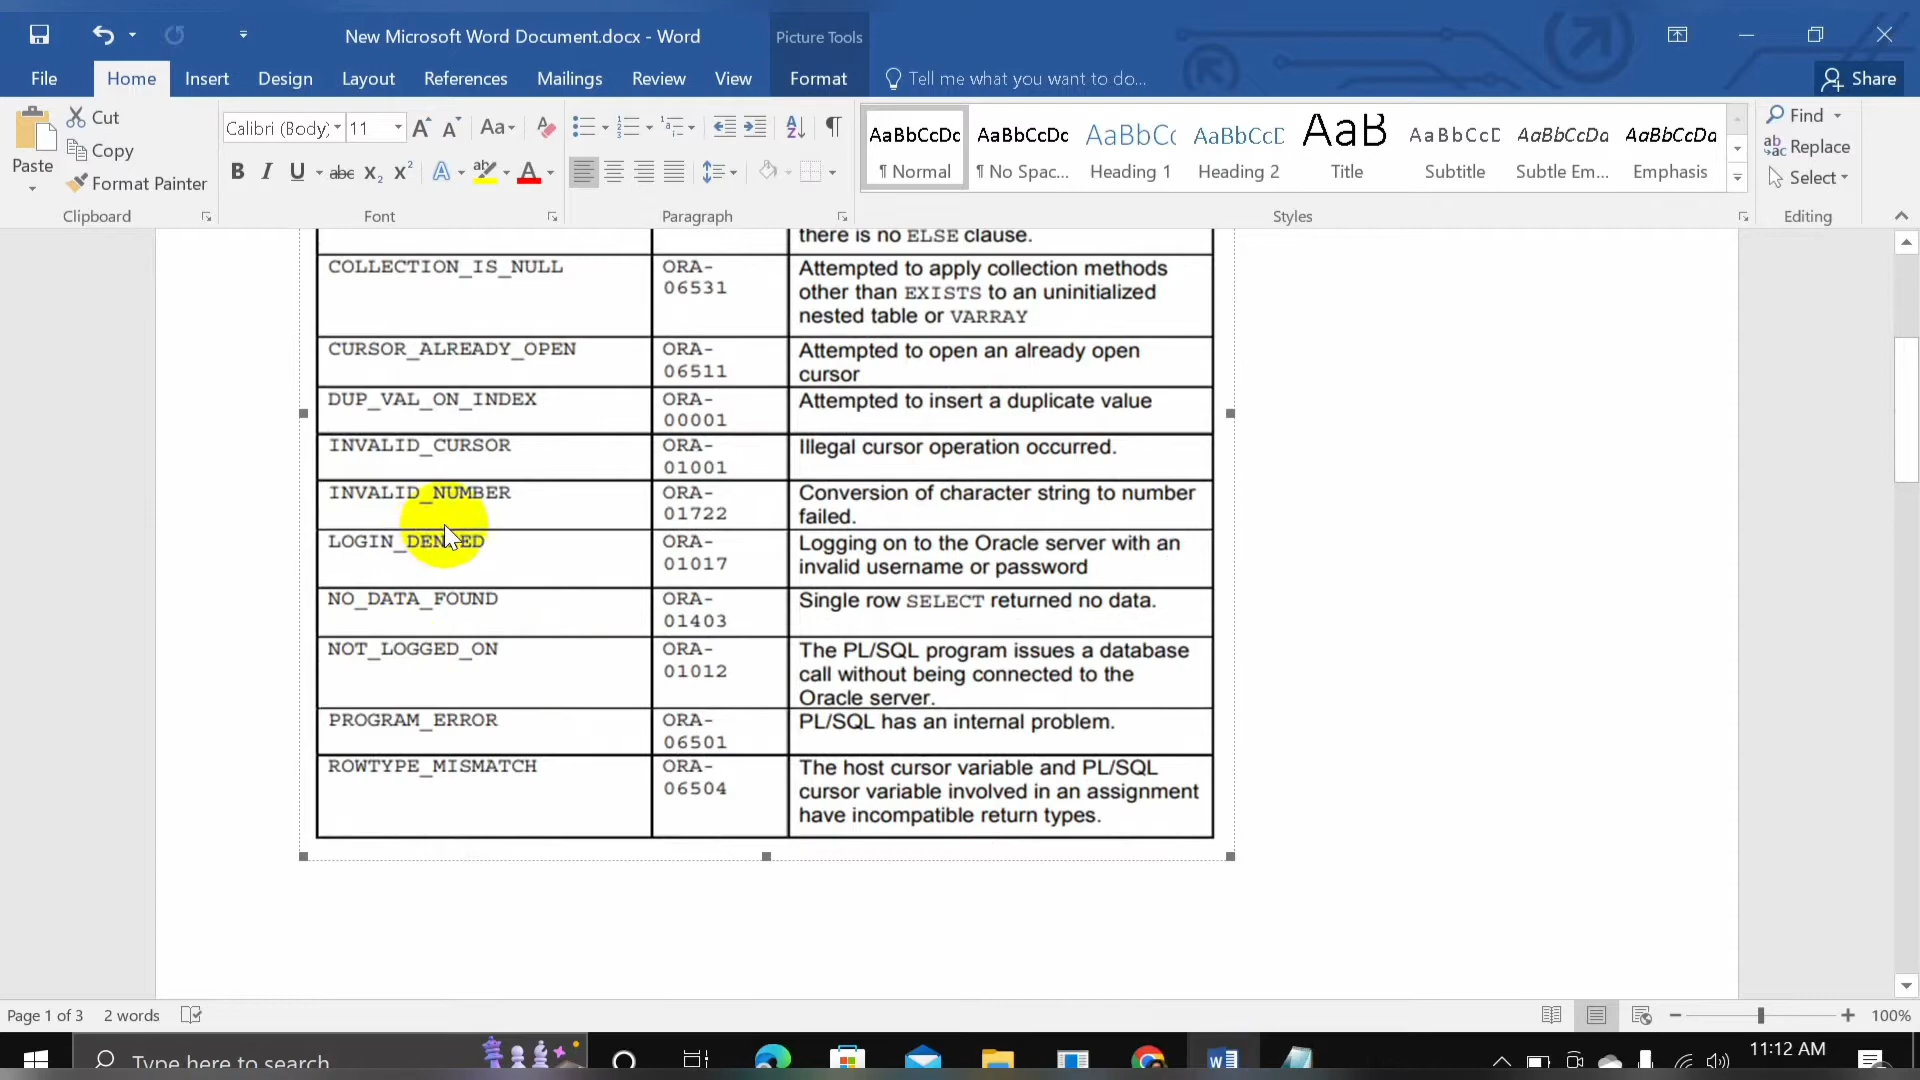 New Microsoft Word Document.docx - Word
Picture Tools
File
Home
Insert
Design
Layout
References
Mailings
Review
View
Format
Tell me what you want to do...
Share
Paste
Cut
Copy
Format Painter
Clipboard
Calibri (Body)
11
Font
Paragraph
AaBbCcDc
¶ Normal
AaBbCcDc
¶ No Spac...
AaBbCc
Heading 1
AaBbCcD
Heading 2
AaB
Title
AaBbCcD
Subtitle
AaBbCcDa
Subtle Em...
AaBbCcDa
Emphasis
Styles
Find
Replace
Select
Editing
there is no ELSE clause.
COLLECTION_IS_NULL
ORA-
06531
Attempted to apply collection methods
other than EXISTS to an uninitialized
nested table or VARRAY
CURSOR_ALREADY_OPEN
ORA-
06511
Attempted to open an already open
cursor
DUP_VAL_ON_INDEX
ORA-
00001
Attempted to insert a duplicate value
INVALID_CURSOR
ORA-
01001
Illegal cursor operation occurred.
INVALID_NUMBER
ORA-
01722
Conversion of character string to number
failed.
LOGIN_DENIED
ORA-
01017
Logging on to the Oracle server with an
invalid username or password
NO_DATA_FOUND
ORA-
01403
Single row SELECT returned no data.
NOT_LOGGED_ON
ORA-
01012
The PL/SQL program issues a database
call without being connected to the
Oracle server.
PROGRAM_ERROR
ORA-
06501
PL/SQL has an internal problem.
ROWTYPE_MISMATCH
ORA-
06504
The host cursor variable and PL/SQL
cursor variable involved in an assignment
have incompatible return types.
Page 1 of 3
2 words
100%
Type here to search
11:12 AM